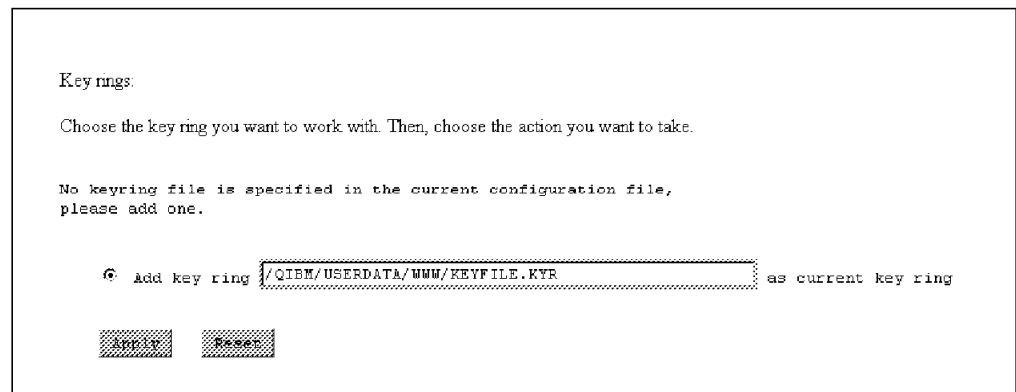 Key rings:
Choose the key ring you want to work with. Then, choose the action you want to take.
No keyring file is specified in the current configuration file,
please add one.
Add key ring /QIBM/USERDATA/WWW/KEYFILE.KYR as current key ring
Apply Reset